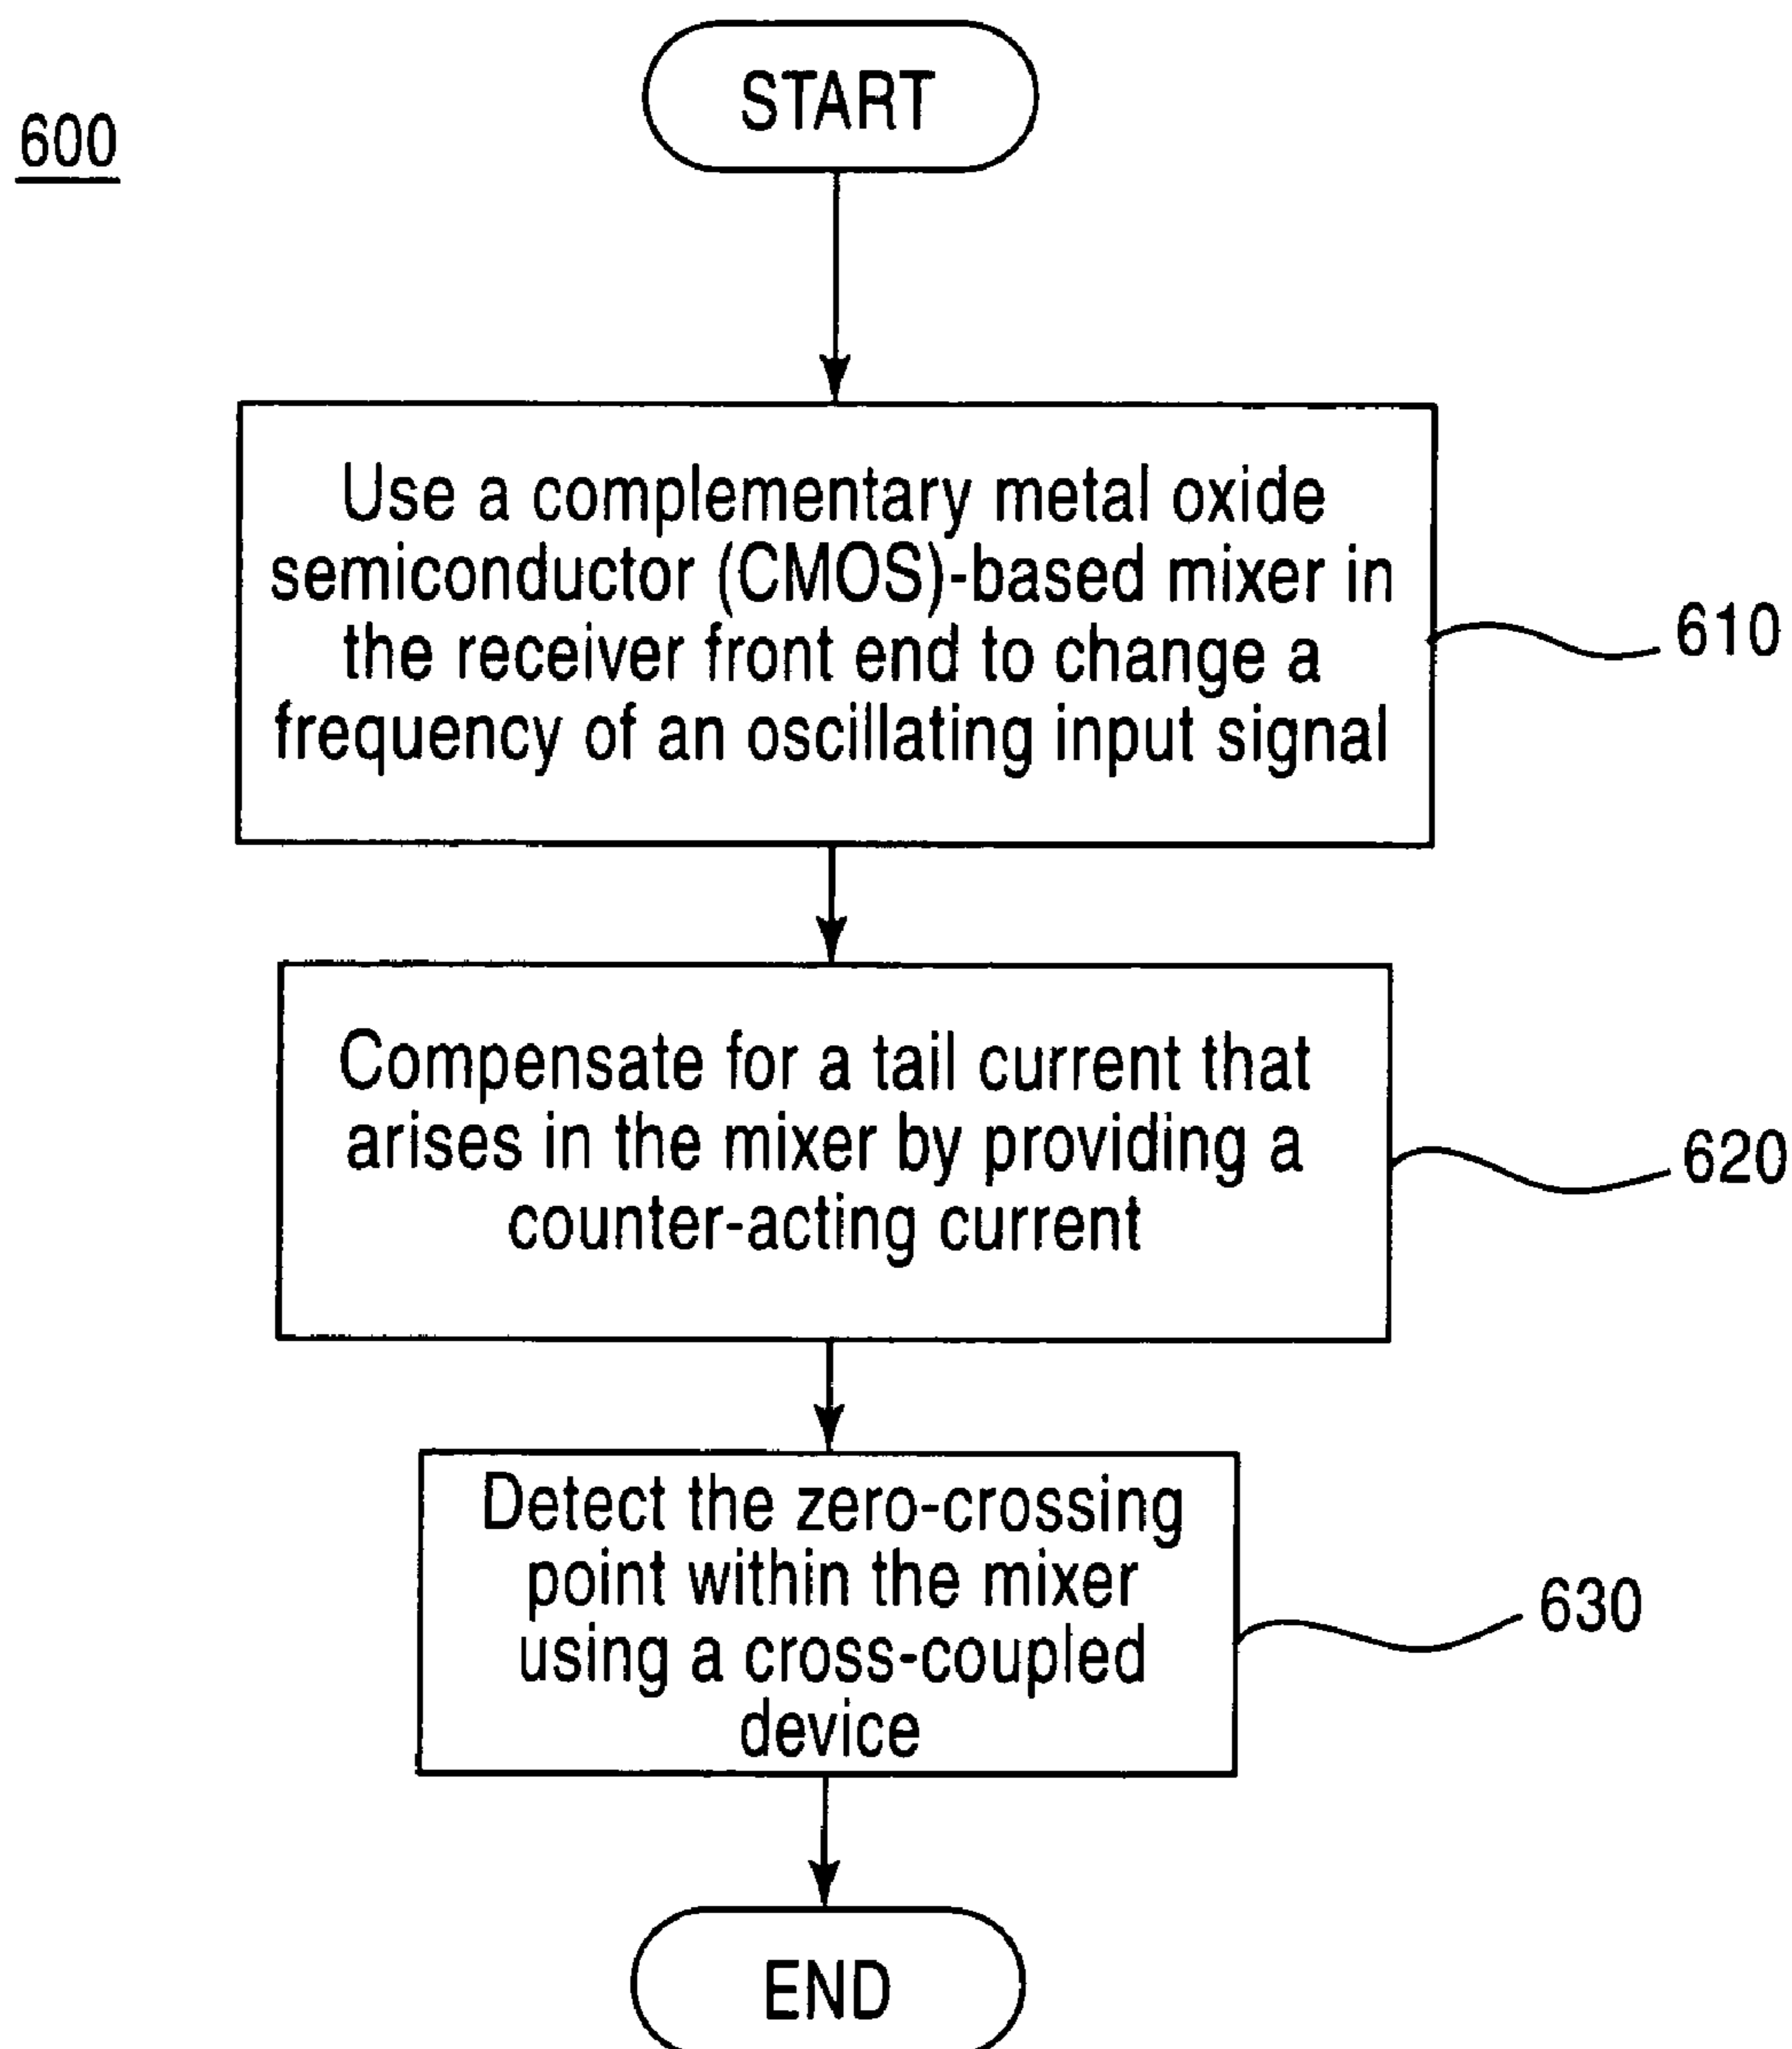 START
600
Use a complementary metal oxide
semiconductor (CMOS)-based mixer in
the receiver front end to change a
frequency of an oscillating input signal
610
Compensate for a tail current that
arises in the mixer by providing a
counter-acting current
620
Detect the zero-crossing
point within the mixer
using a cross-coupled
device
630
END